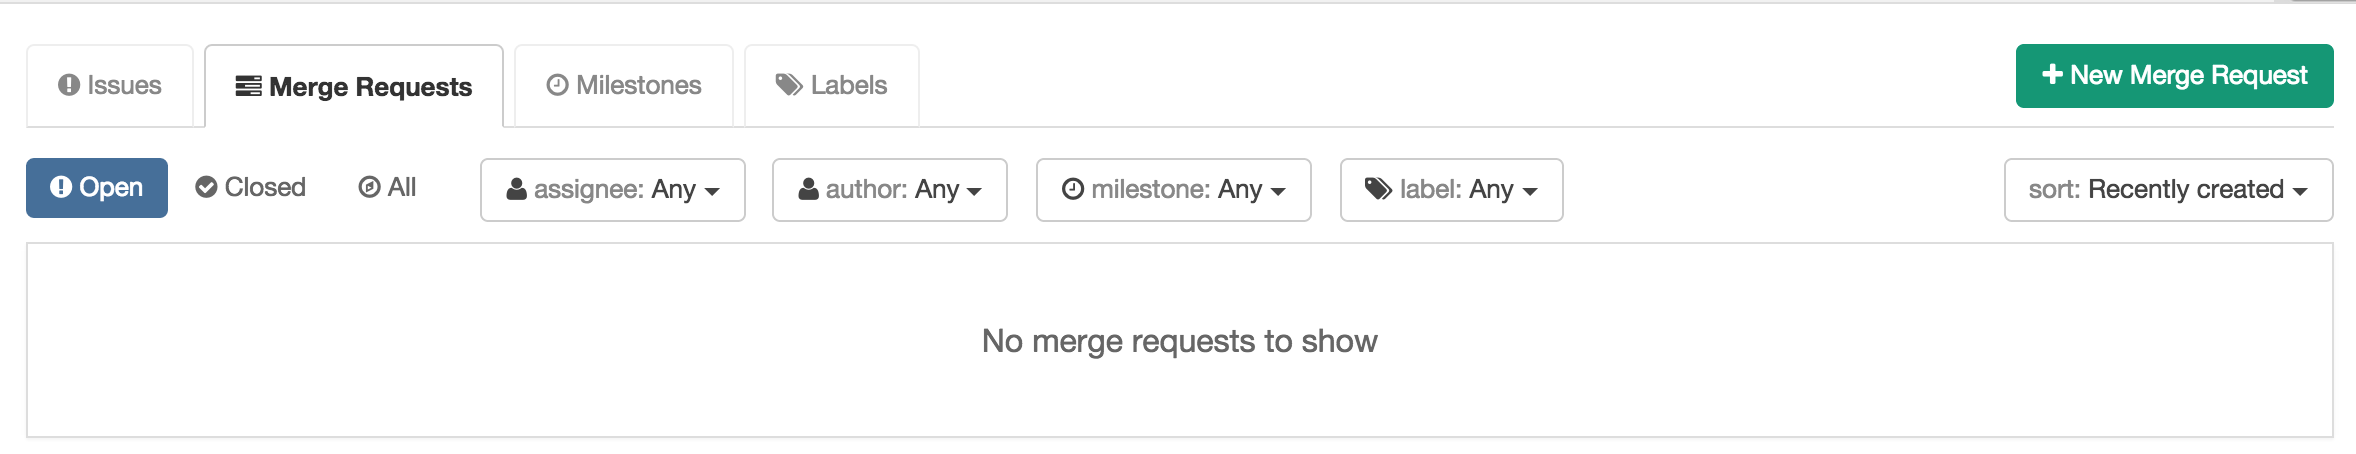 Issues Merge Requests Milestones Labels + New Merge Request
Open Closed All assignee: Any author: Any milestone: Any label: Any sort: Recently created
No merge requests to show